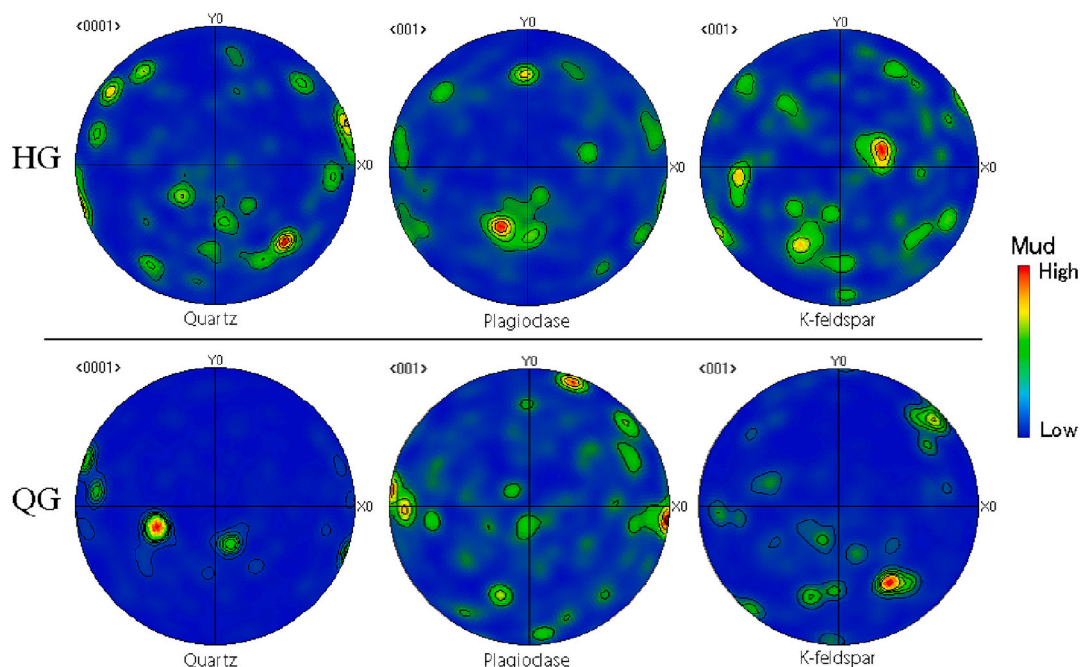 <0001> Y0 <001> Y0 <001> Y0
HG X0 X0 X0
Quartz Plagioclase K-feldspar
Mud
High
Low
<0001> Y0 <001> Y0 <001> Y0
QG X0 X0 X0
Quartz Plagioclase K-feldspar